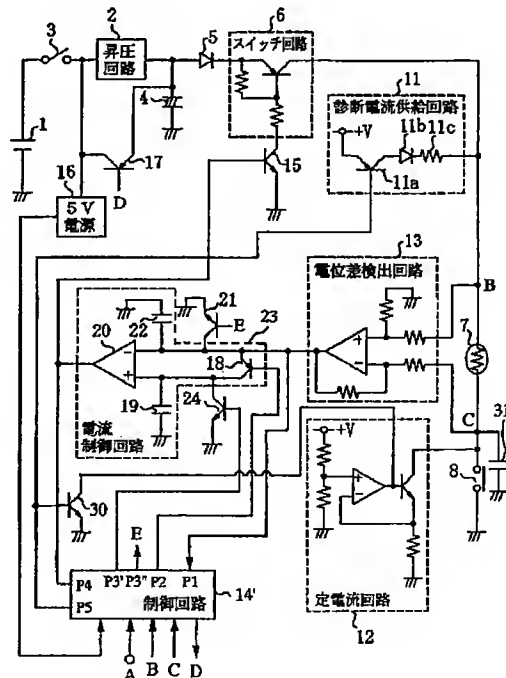 6
3
2
昇圧
回路
5
スイッチ回路
4
1
11
診断電流供給回路
+V
11b
11c
11a
17
D
15
16
5V
電源
13
電位差検出回路
B
7
21
22
E
23
20
18
19
24
電流
制御回路
C
31
8
+V
30
E
定電流回路
12
P4
P5
P3'
P3"
P2
P1
制御回路
14'
A
B
C
D